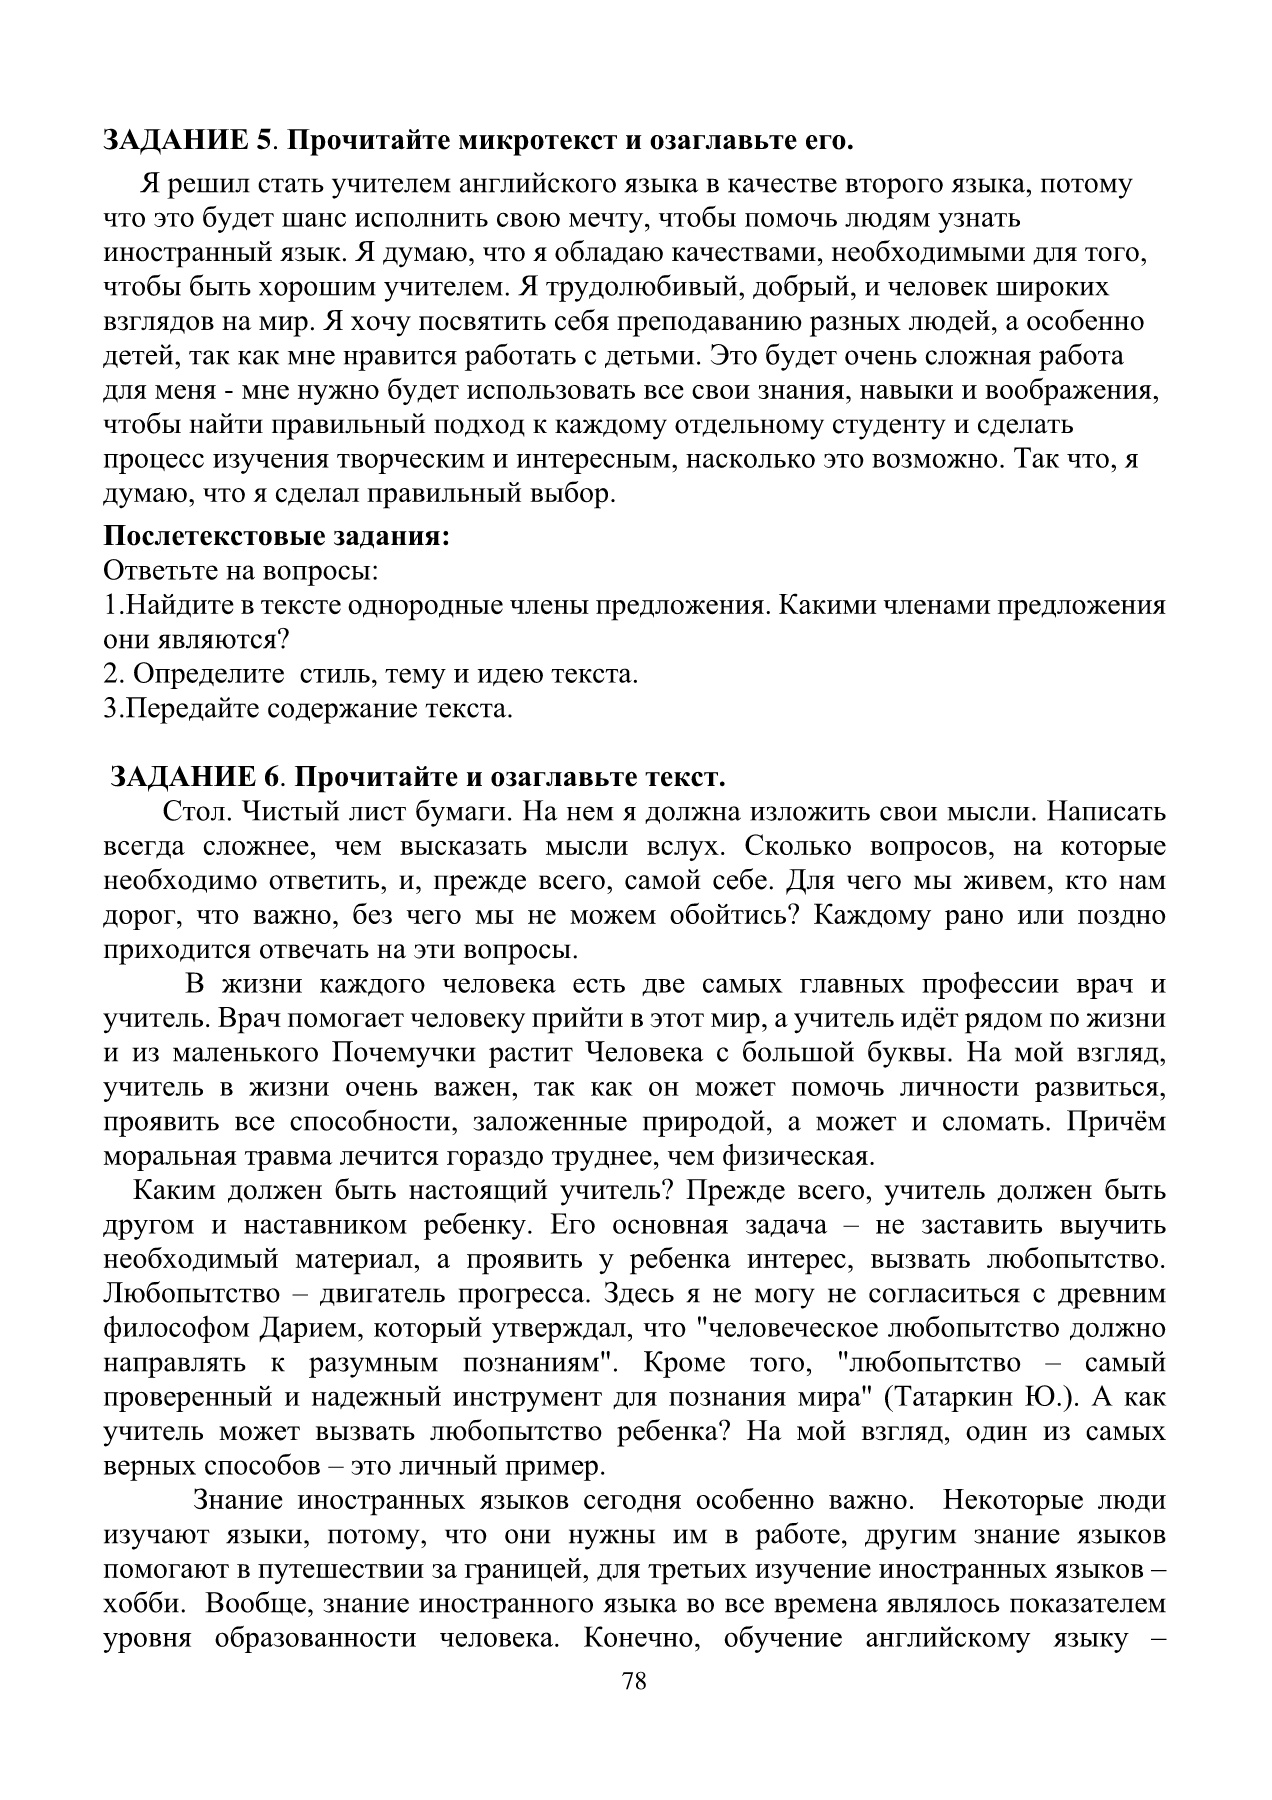 ЗАДАНИЕ 5. Прочитайте микротекст и озаглавьте его.
Я решил стать учителем английского языка в качестве второго языка, потому
что это будет шанс исполнить свою мечту, чтобы помочь людям узнать
иностранный язык. Я думаю, что я обладаю качествами, необходимыми для того,
чтобы быть хорошим учителем. Я трудолюбивый, добрый, и человек широких
взглядов на мир. Я хочу посвятить себя преподаванию разных людей, а особенно
детей, так как мне нравится работать с детьми. Это будет очень сложная работа
для меня - мне нужно будет использовать все свои знания, навыки и воображения,
чтобы найти правильный подход к каждому отдельному студенту и сделать
процесс изучения творческим и интересным, насколько это возможно. Так что, я
думаю, что я сделал правильный выбор.
Послетекстовые задания:
Ответьте на вопросы:
1.Найдите в тексте однородные члены предложения. Какими членами предложения
они являются?
2. Определите  стиль, тему и идею текста.
3.Передайте содержание текста.
ЗАДАНИЕ 6. Прочитайте и озаглавьте текст.
Стол. Чистый лист бумаги. На нем я должна изложить свои мысли. Написать
всегда сложнее, чем высказать мысли вслух. Сколько вопросов, на которые
необходимо ответить, и, прежде всего, самой себе. Для чего мы живем, кто нам
дорог, что важно, без чего мы не можем обойтись? Каждому рано или поздно
приходится отвечать на эти вопросы.
В жизни каждого человека есть две самых главных профессии врач и
учитель. Врач помогает человеку прийти в этот мир, а учитель идёт рядом по жизни
и из маленького Почемучки растит Человека с большой буквы. На мой взгляд,
учитель в жизни очень важен, так как он может помочь личности развиться,
проявить все способности, заложенные природой, а может и сломать. Причём
моральная травма лечится гораздо труднее, чем физическая.
Каким должен быть настоящий учитель? Прежде всего, учитель должен быть
другом и наставником ребенку. Его основная задача – не заставить выучить
необходимый материал, а проявить у ребенка интерес, вызвать любопытство.
Любопытство – двигатель прогресса. Здесь я не могу не согласиться с древним
философом Дарием, который утверждал, что "человеческое любопытство должно
направлять к разумным познаниям". Кроме того, "любопытство – самый
проверенный и надежный инструмент для познания мира" (Татаркин Ю.). А как
учитель может вызвать любопытство ребенка? На мой взгляд, один из самых
верных способов – это личный пример.
Знание иностранных языков сегодня особенно важно.  Некоторые люди
изучают языки, потому, что они нужны им в работе, другим знание языков
помогают в путешествии за границей, для третьих изучение иностранных языков –
хобби.  Вообще, знание иностранного языка во все времена являлось показателем
уровня образованности человека. Конечно, обучение английскому языку –
78